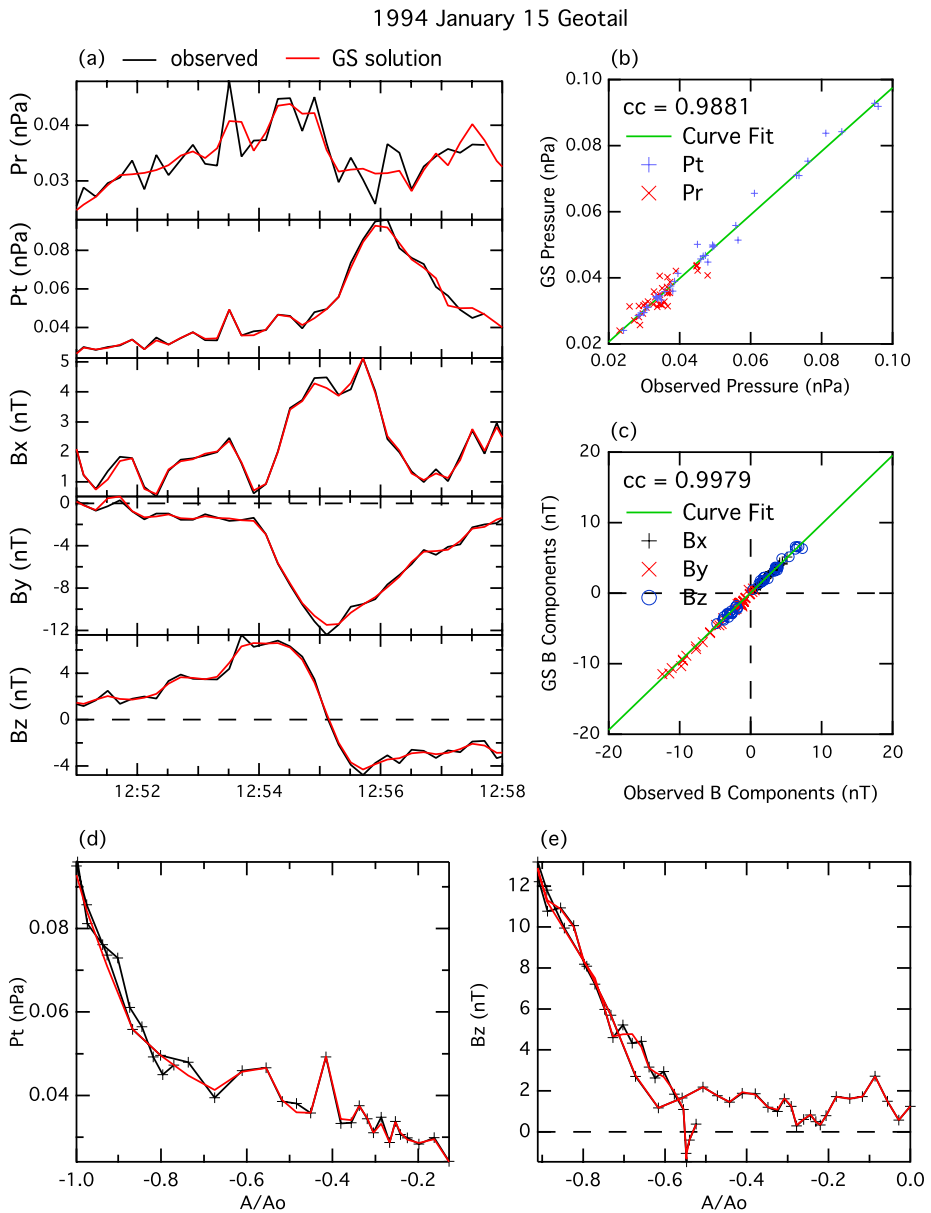 1994 January 15 Geotail
(a) observed GS solution
Pr (nPa)
0.04
0.03
Pt (nPa)
0.08
0.04
Bx (nT)
5
4
3
2
1
By (nT)
0
-4
-8
-12
Bz (nT)
4
0
-4
12:52 12:54 12:56 12:58
(b)
cc = 0.9881
Curve Fit
Pt
Pr
GS Pressure (nPa)
0.10
0.08
0.06
0.04
0.02
0.02 0.04 0.06 0.08 0.10
Observed Pressure (nPa)
(c)
cc = 0.9979
Curve Fit
Bx
By
Bz
GS B Components (nT)
20
10
0
-10
-20
-20 -10 0 10 20
Observed B Components (nT)
(d)
Pt (nPa)
0.08
0.06
0.04
-1.0 -0.8 -0.6 -0.4 -0.2
A/Ao
(e)
Bz (nT)
12
10
8
6
4
2
0
-0.8 -0.6 -0.4 -0.2 0.0
A/Ao